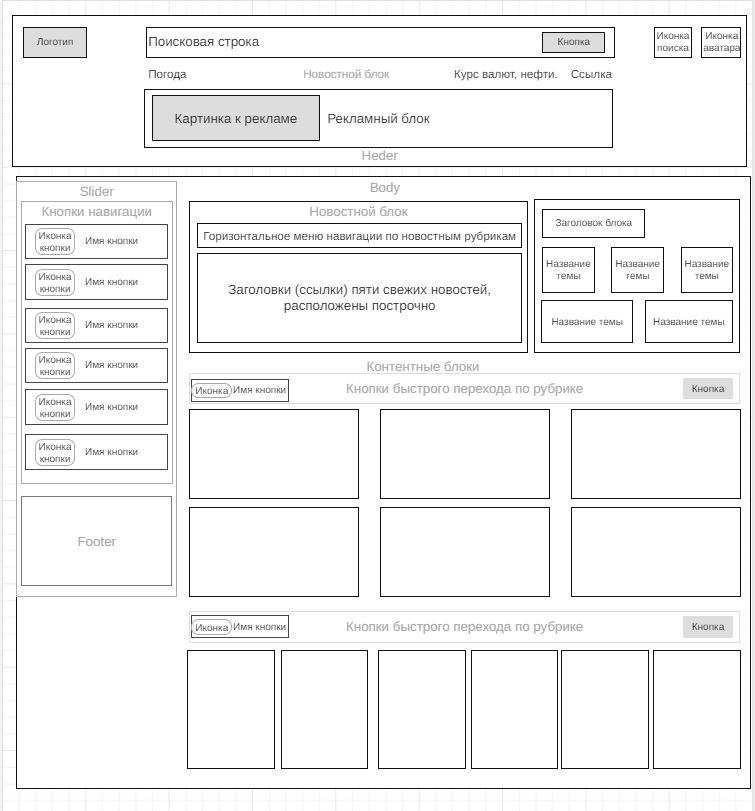 Логотип
Поисковая строка
Кнопка
Иконка
поиска
Иконка
аватара
Погода
Новостной блок
Курс валют, нефти.
Ссылка
Картинка к рекламе
Рекламный блок
Heder
Body
Slider
Кнопки навигации
Иконка
кнопки
Имя кнопки
Иконка
кнопки
Имя кнопки
Иконка
кнопки
Имя кнопки
Иконка
кнопки
Имя кнопки
Иконка
кнопки
Имя кнопки
Иконка
кнопки
Имя кнопки
Footer
Новостной блок
Горизонтальное меню навигации по новостным рубрикам
Заголовки (ссылки) пяти свежих новостей,
расположены построчно
Заголовок блока
Название
темы
Название
темы
Название
темы
Название темы
Название темы
Контентные блоки
Иконка
Имя кнопки
Кнопки быстрого перехода по рубрике
Кнопка
Иконка
Имя кнопки
Кнопки быстрого перехода по рубрике
Кнопка